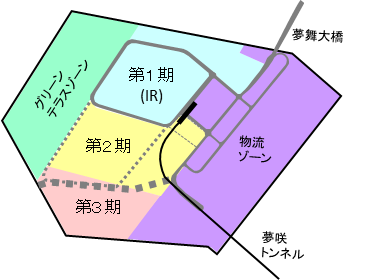 夢舞大橋
第1期
(IR)
グリーン
テラスゾーン
第2期
物流
ゾーン
第3期
夢咲
トンネル